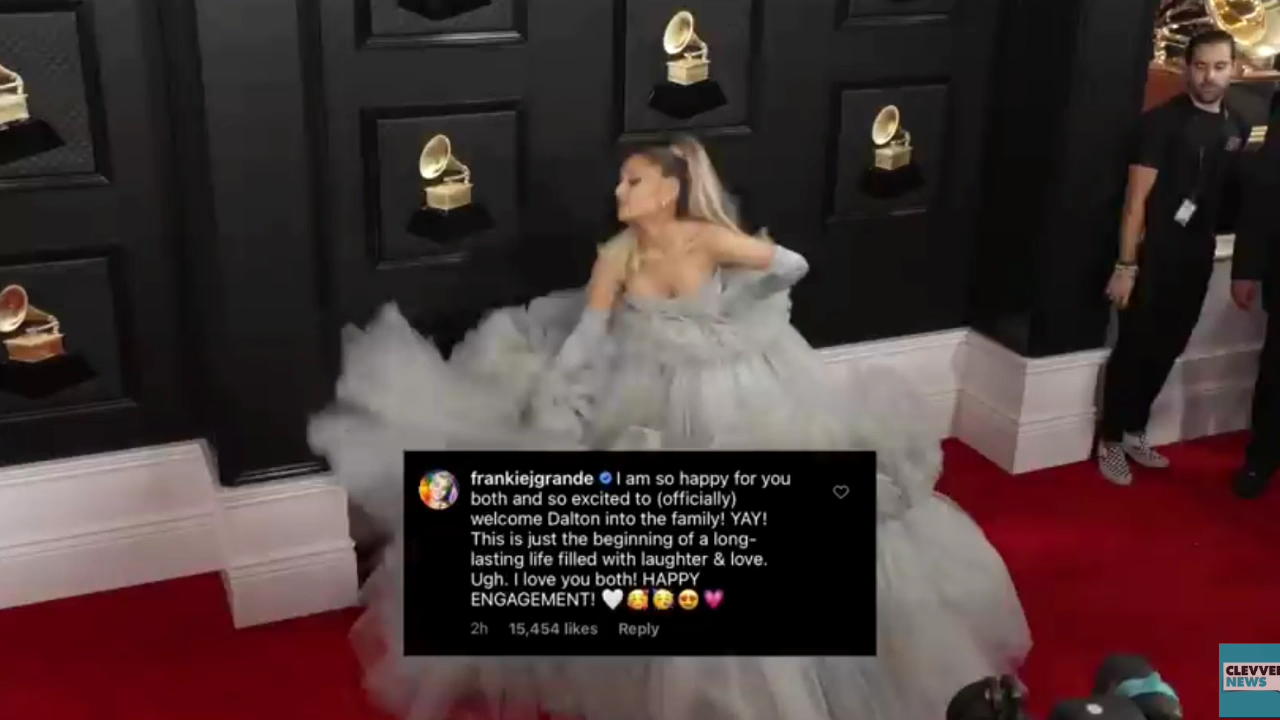 frankiejgrande I am so happy for you
both and so excited to (officially)
welcome Dalton into the family! YAY!
This is just the beginning of a long-
lasting life filled with laughter & love.
Ugh. I love you both! HAPPY
ENGAGEMENT! 🤍🥰🥳😍💗
2h 15,454 likes Reply
CLEVVER
NEWS